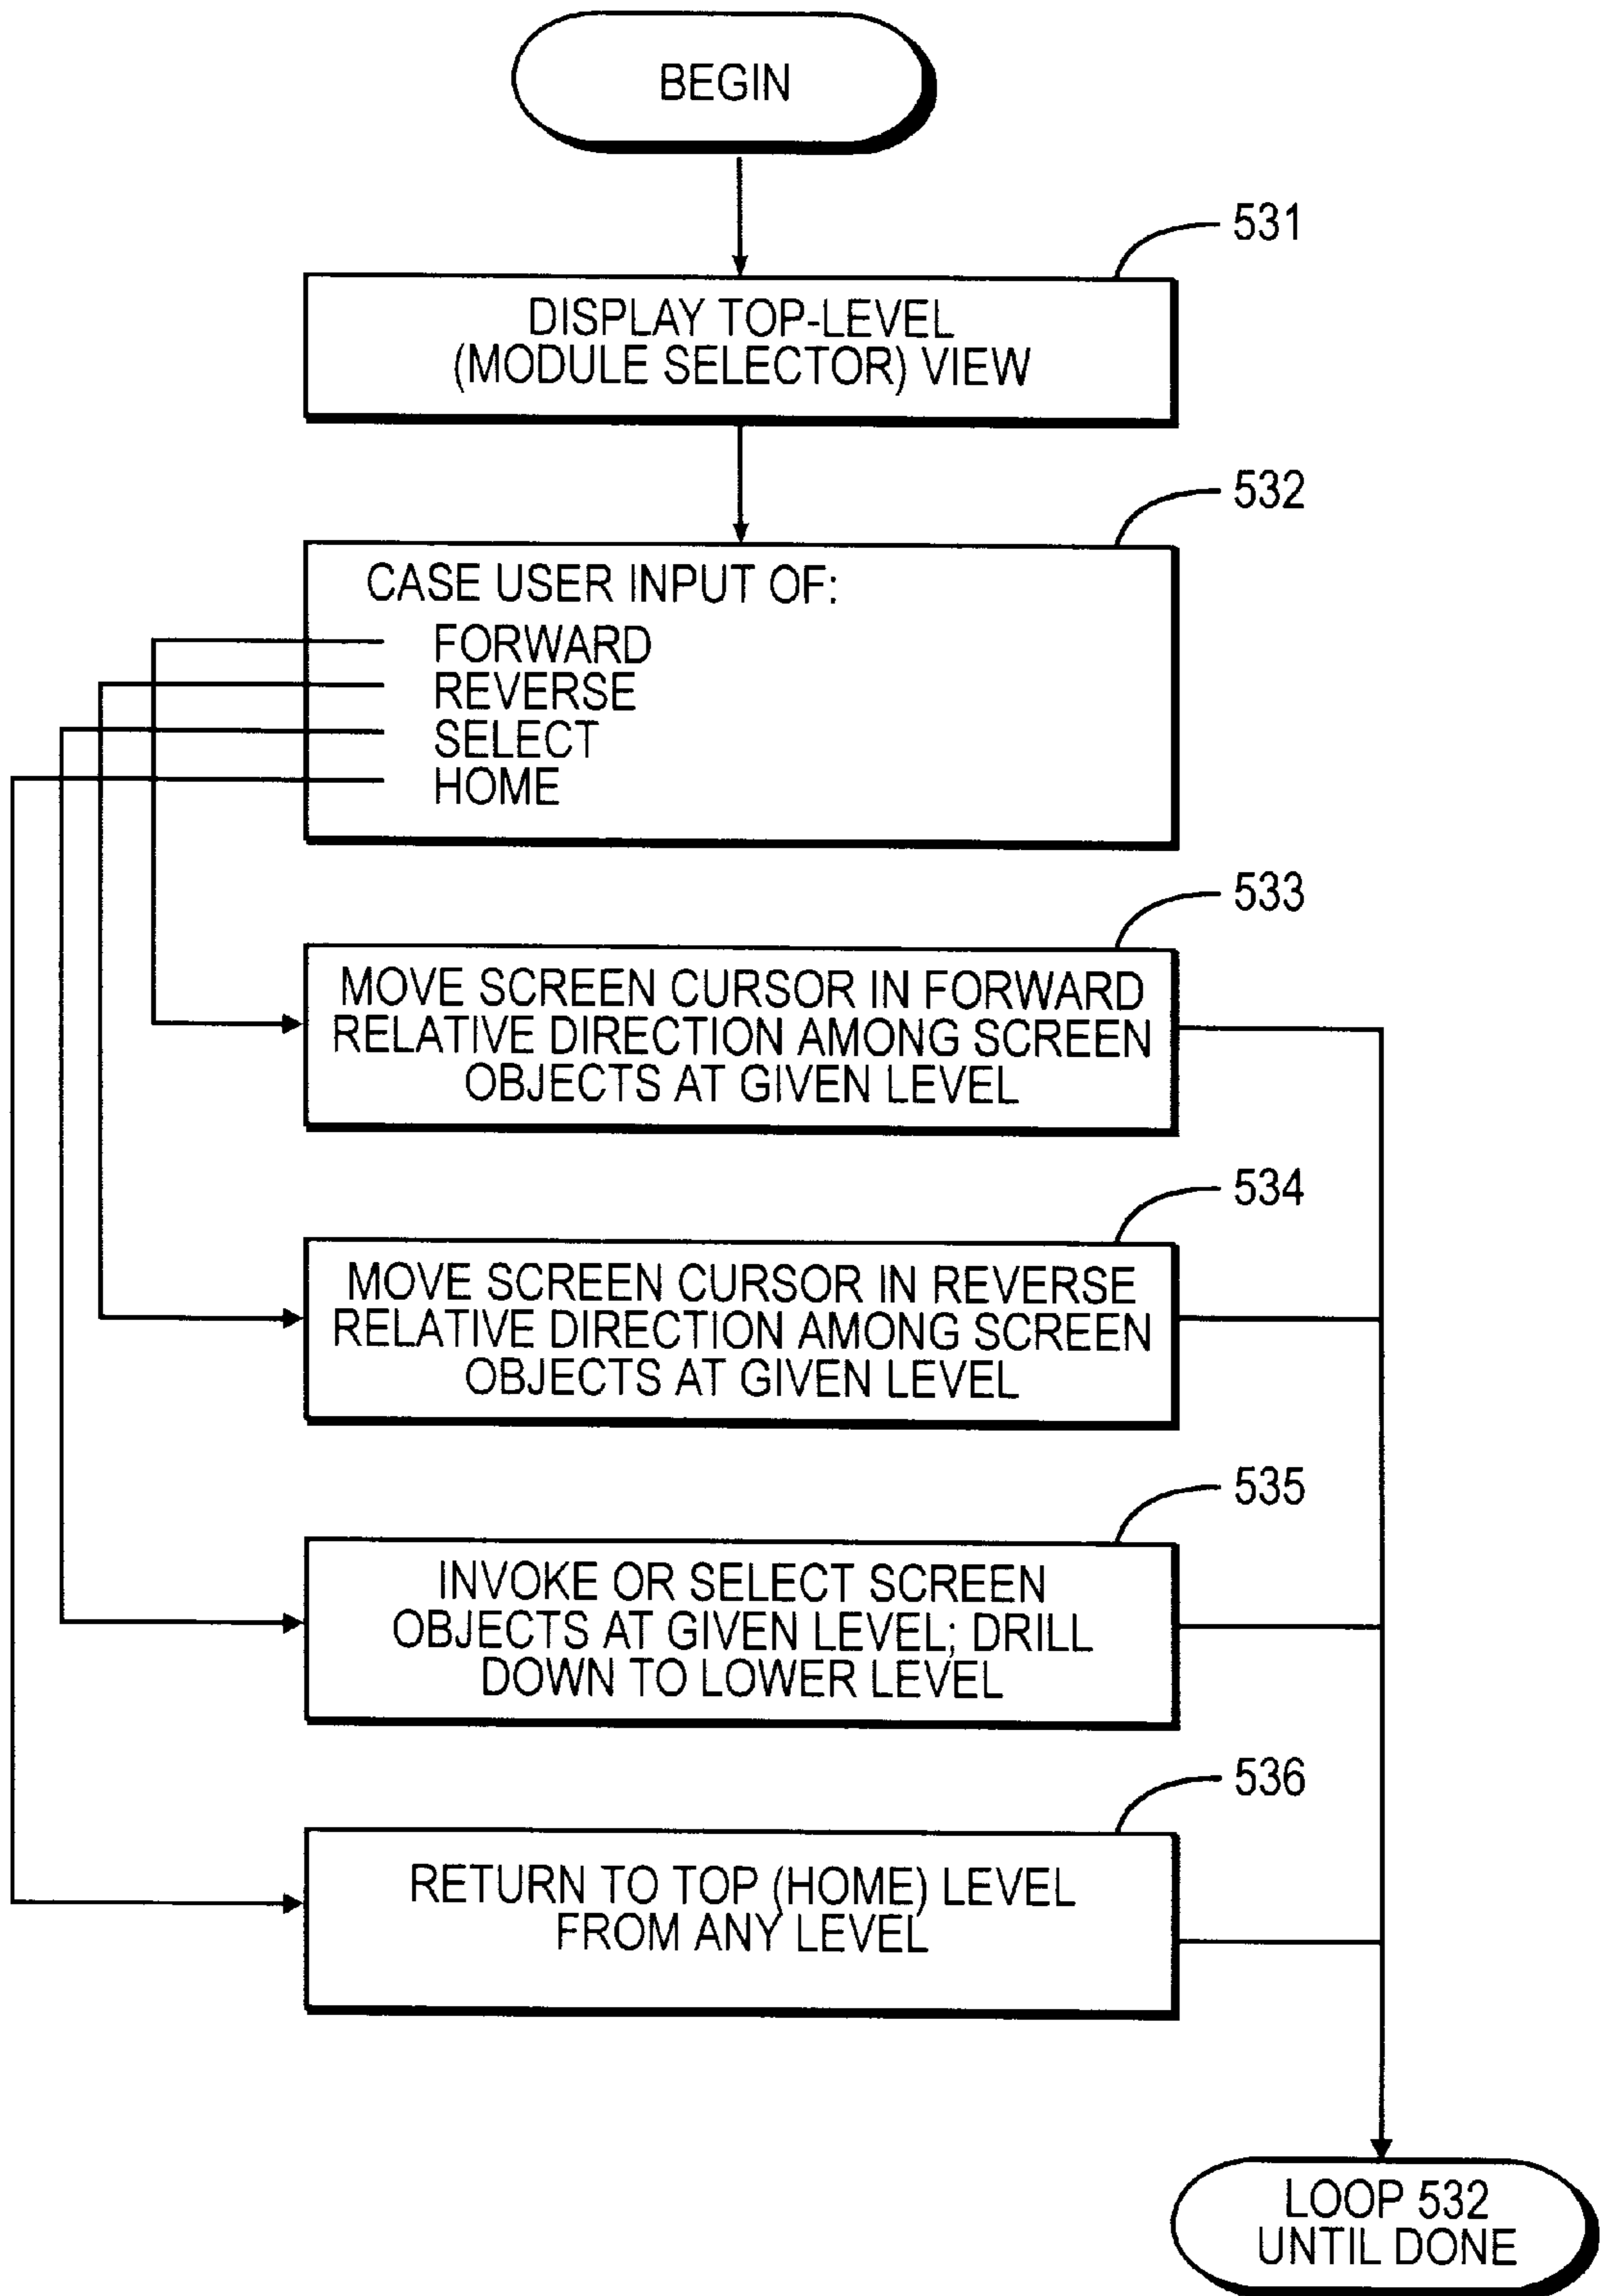 BEGIN
531
DISPLAY TOP-LEVEL
(MODULE SELECTOR) VIEW
532
CASE USER INPUT OF:
FORWARD
REVERSE
SELECT
HOME
533
MOVE SCREEN CURSOR IN FORWARD
RELATIVE DIRECTION AMONG SCREEN
OBJECTS AT GIVEN LEVEL
534
MOVE SCREEN CURSOR IN REVERSE
RELATIVE DIRECTION AMONG SCREEN
OBJECTS AT GIVEN LEVEL
535
INVOKE OR SELECT SCREEN
OBJECTS AT GIVEN LEVEL; DRILL
DOWN TO LOWER LEVEL
536
RETURN TO TOP (HOME) LEVEL
FROM ANY LEVEL
LOOP 532
UNTIL DONE